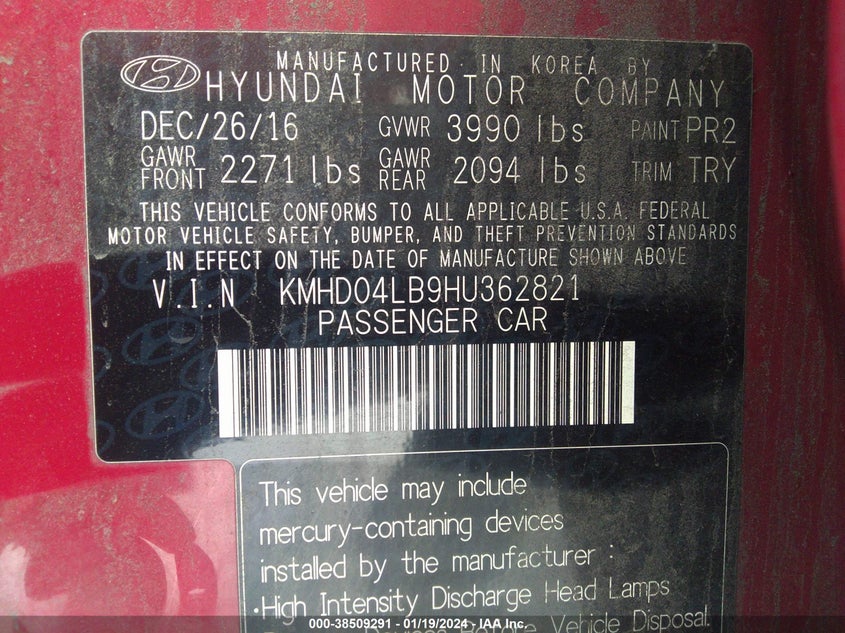 MANUFACTURED IN KOREA BY
HYUNDAI MOTOR COMPANY
DEC/26/16 GVWR 3990 lbs PAINT PR2
GAWR FRONT 2271 lbs GAWR REAR 2094 lbs TRIM TRY
THIS VEHICLE CONFORMS TO ALL APPLICABLE U.S.A. FEDERAL
MOTOR VEHICLE SAFETY, BUMPER, AND THEFT PREVENTION STANDARDS
IN EFFECT ON THE DATE OF MANUFACTURE SHOWN ABOVE
V.I.N KMHD04LB9HU362821
PASSENGER CAR
This vehicle may include
mercury-containing devices
installed by the manufacturer :
·High Intensity Discharge Head Lamps
Before Vehicle Disposal.
000-38509291 - 01/19/2024 - IAA Inc.